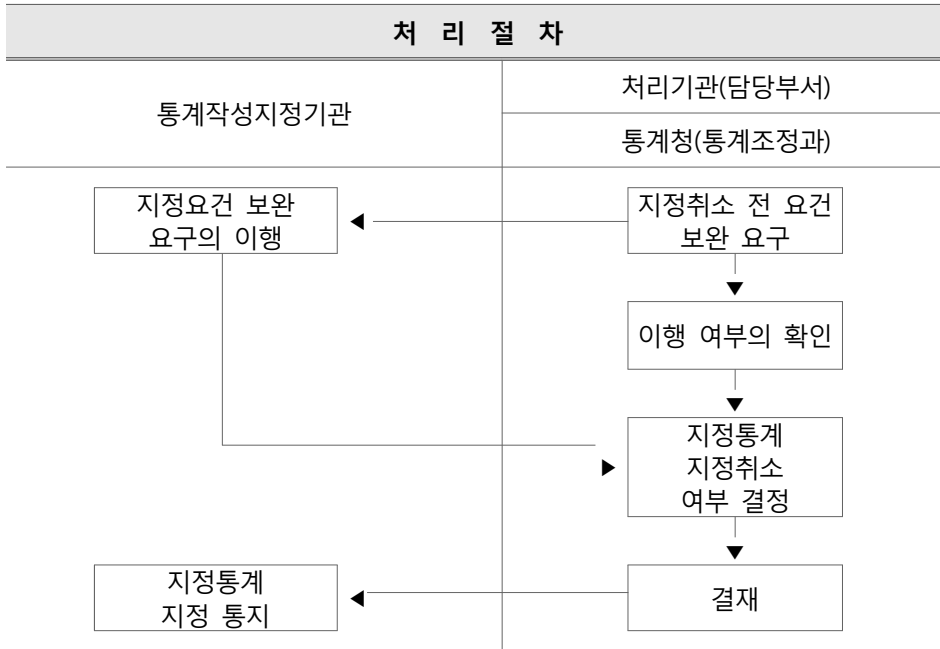 처 리 절 차
통계작성지정기관
처리기관(담당부서)
통계청(통계조정과)
지정요건 보완
요구의 이행
지정취소 전 요건
보완 요구
이행 여부의 확인
지정통계
지정취소
여부 결정
지정통계
지정 통지
결재